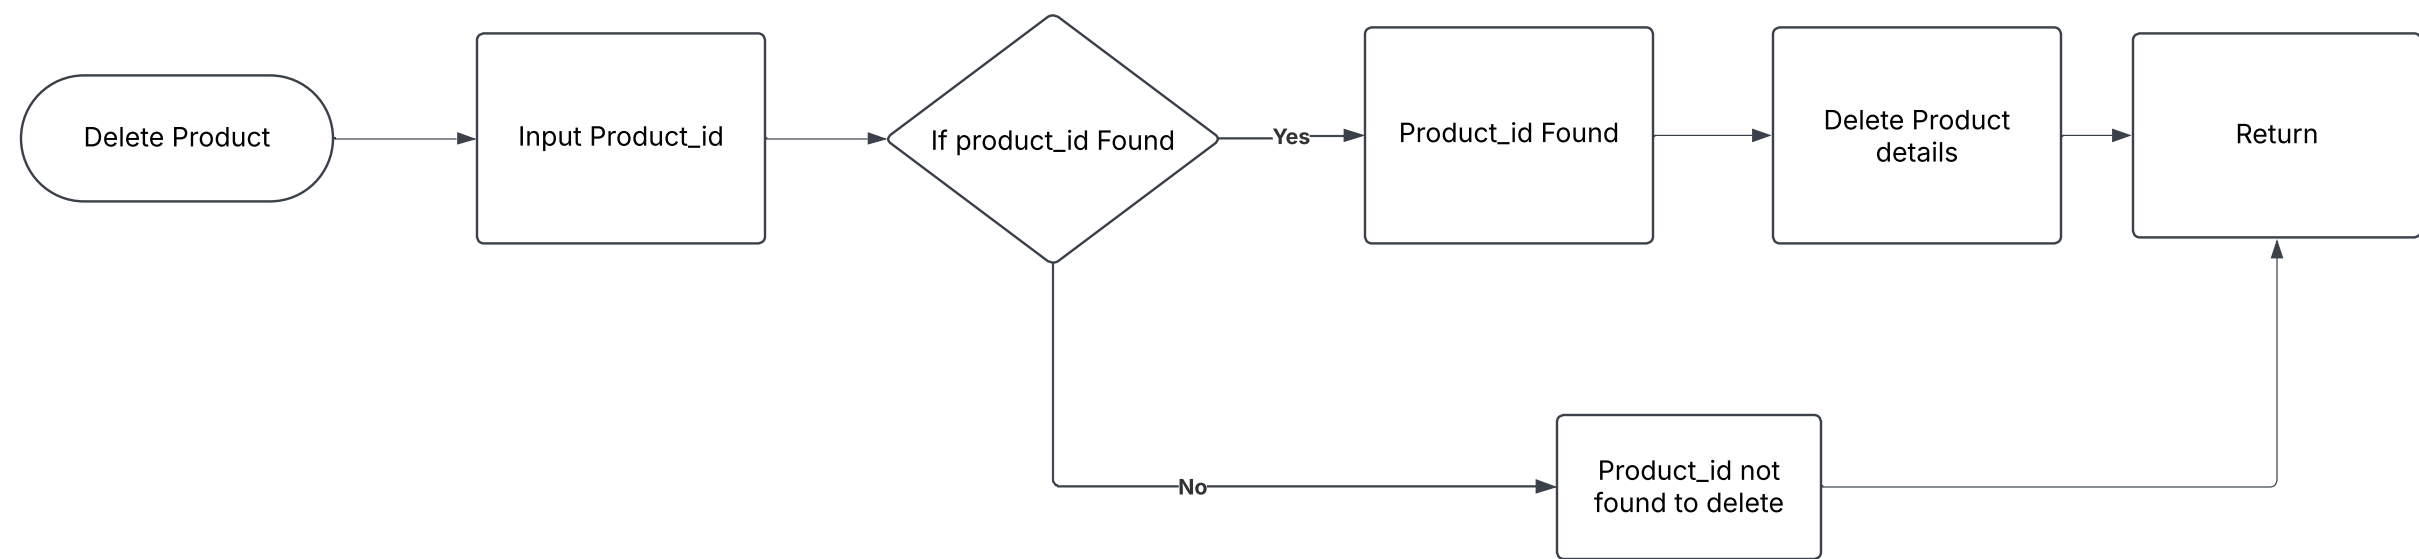 Delete Product
Input Product_id
If product_id Found
Yes
Product_id Found
Delete Product
details
Return
No
Product_id not
found to delete